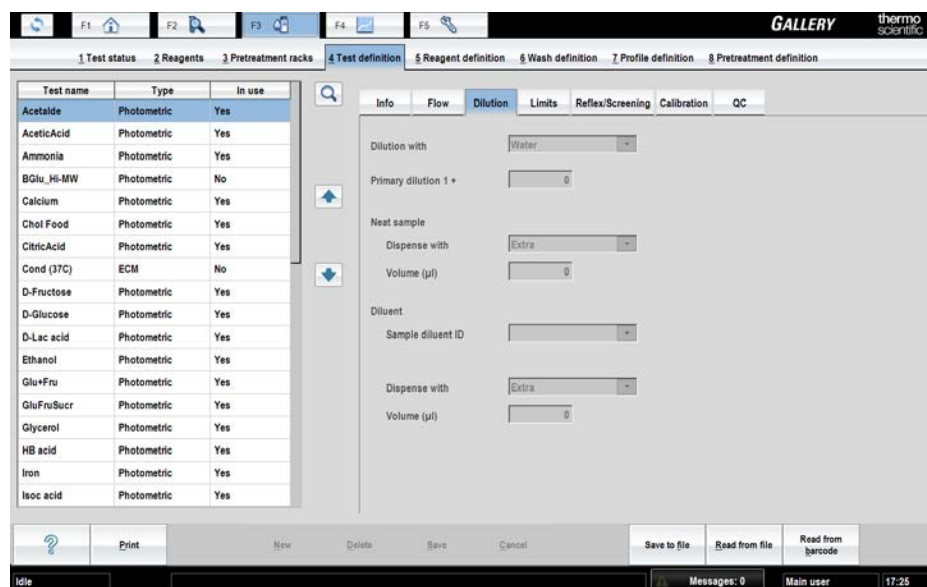 F1 F2 F3 F4 F5 GALLERY thermo scientific
1 Test status 2 Reagents 3 Pretreatment racks 4 Test definition 5 Reagent definition 6 Wash definition 7 Profile definition 8 Pretreatment definition
Test name Type In use
Acetalde Photometric Yes
AceticAcid Photometric Yes
Ammonia Photometric Yes
BGlu_Hi-MW Photometric No
Calcium Photometric Yes
Chol Food Photometric Yes
CitricAcid Photometric Yes
Cond (37C) ECM No
D-Fructose Photometric Yes
D-Glucose Photometric Yes
D-Lac acid Photometric Yes
Ethanol Photometric Yes
Glu+Fru Photometric Yes
GluFruSucr Photometric Yes
Glycerol Photometric Yes
HB acid Photometric Yes
Iron Photometric Yes
Isoc acid Photometric Yes
Info Flow Dilution Limits Reflex/Screening Calibration QC
Dilution with Water
Primary dilution 1 + 0
Neat sample
Dispense with Extra
Volume (µl) 0
Diluent
Sample diluent ID
Dispense with Extra
Volume (µl) 0
? Print New Delete Save Cancel Save to file Read from file Read from barcode
Idle Messages: 0 Main user 17:25